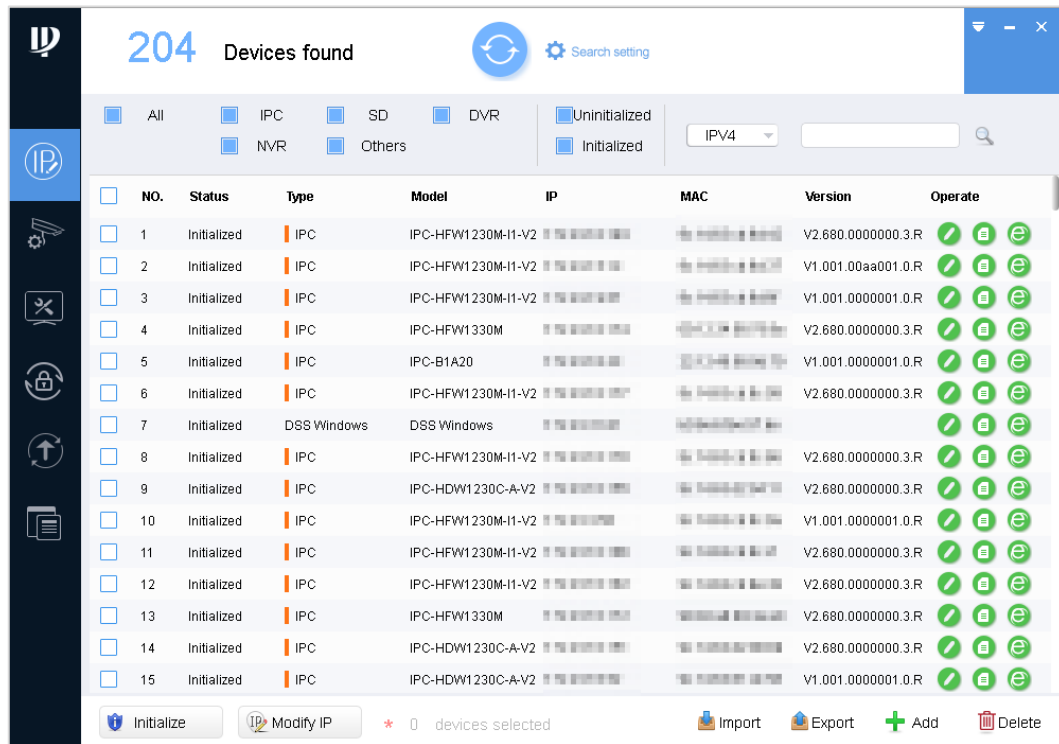 204 Devices found Search setting
All IPC SD DVR Uninitialized
NVR Others Initialized IPV4
NO. Status Type Model IP MAC Version Operate
1 Initialized IPC IPC-HFW1230M-I1-V2 V2.680.0000000.3.R
2 Initialized IPC IPC-HFW1230M-I1-V2 V1.001.00aa001.0.R
3 Initialized IPC IPC-HFW1230M-I1-V2 V1.001.0000001.0.R
4 Initialized IPC IPC-HFW1330M V2.680.0000000.3.R
5 Initialized IPC IPC-B1A20 V1.001.0000001.0.R
6 Initialized IPC IPC-HFW1230M-I1-V2 V2.680.0000000.3.R
7 Initialized DSS Windows DSS Windows
8 Initialized IPC IPC-HFW1230M-I1-V2 V2.680.0000000.3.R
9 Initialized IPC IPC-HDW1230C-A-V2 V2.680.0000000.3.R
10 Initialized IPC IPC-HFW1230M-I1-V2 V1.001.0000001.0.R
11 Initialized IPC IPC-HFW1230M-I1-V2 V2.680.0000000.3.R
12 Initialized IPC IPC-HFW1230M-I1-V2 V2.680.0000000.3.R
13 Initialized IPC IPC-HFW1330M V2.680.0000000.3.R
14 Initialized IPC IPC-HDW1230C-A-V2 V2.680.0000000.3.R
15 Initialized IPC IPC-HDW1230C-A-V2 V1.001.0000001.0.R
Initialize IP Modify IP * 0 devices selected Import Export Add Delete